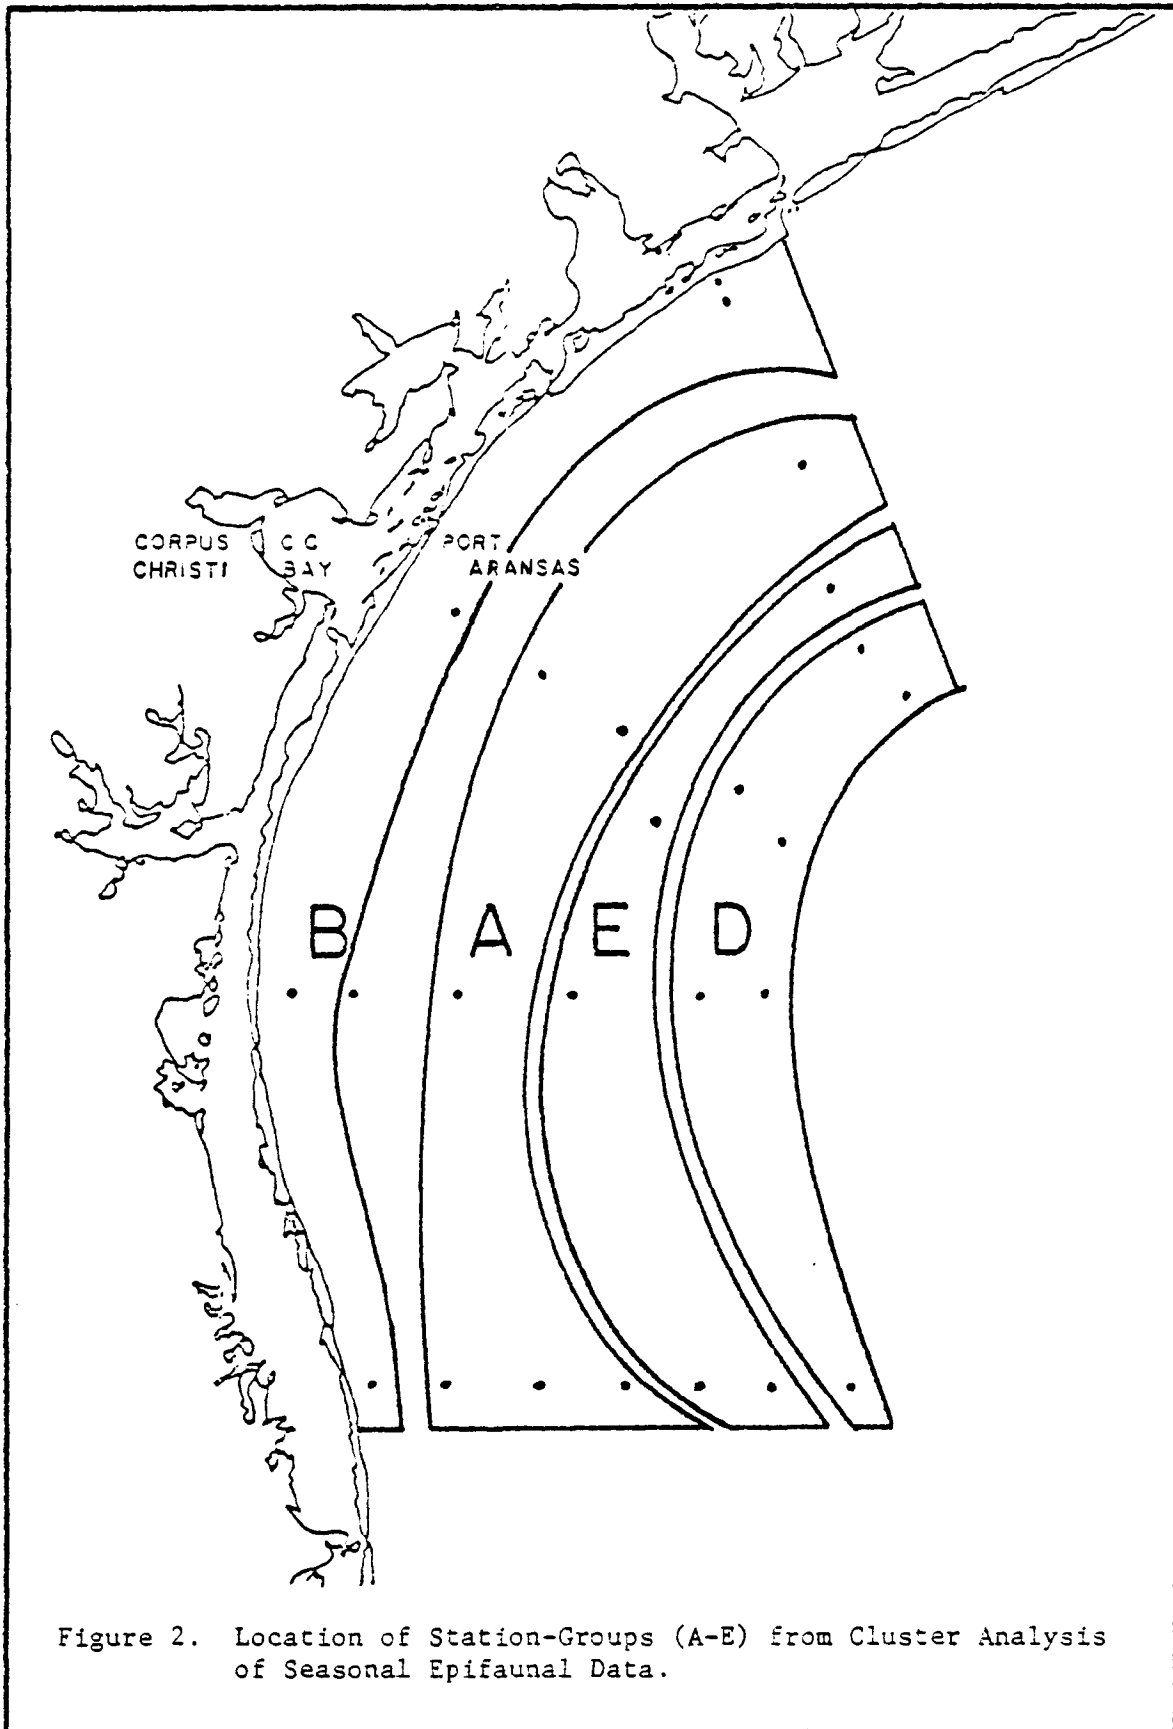 CORPUS CHRISTI
C C BAY
PORT ARANSAS
B A E D
Figure 2. Location of Station-Groups (A-E) from Cluster Analysis
of Seasonal Epifaunal Data.